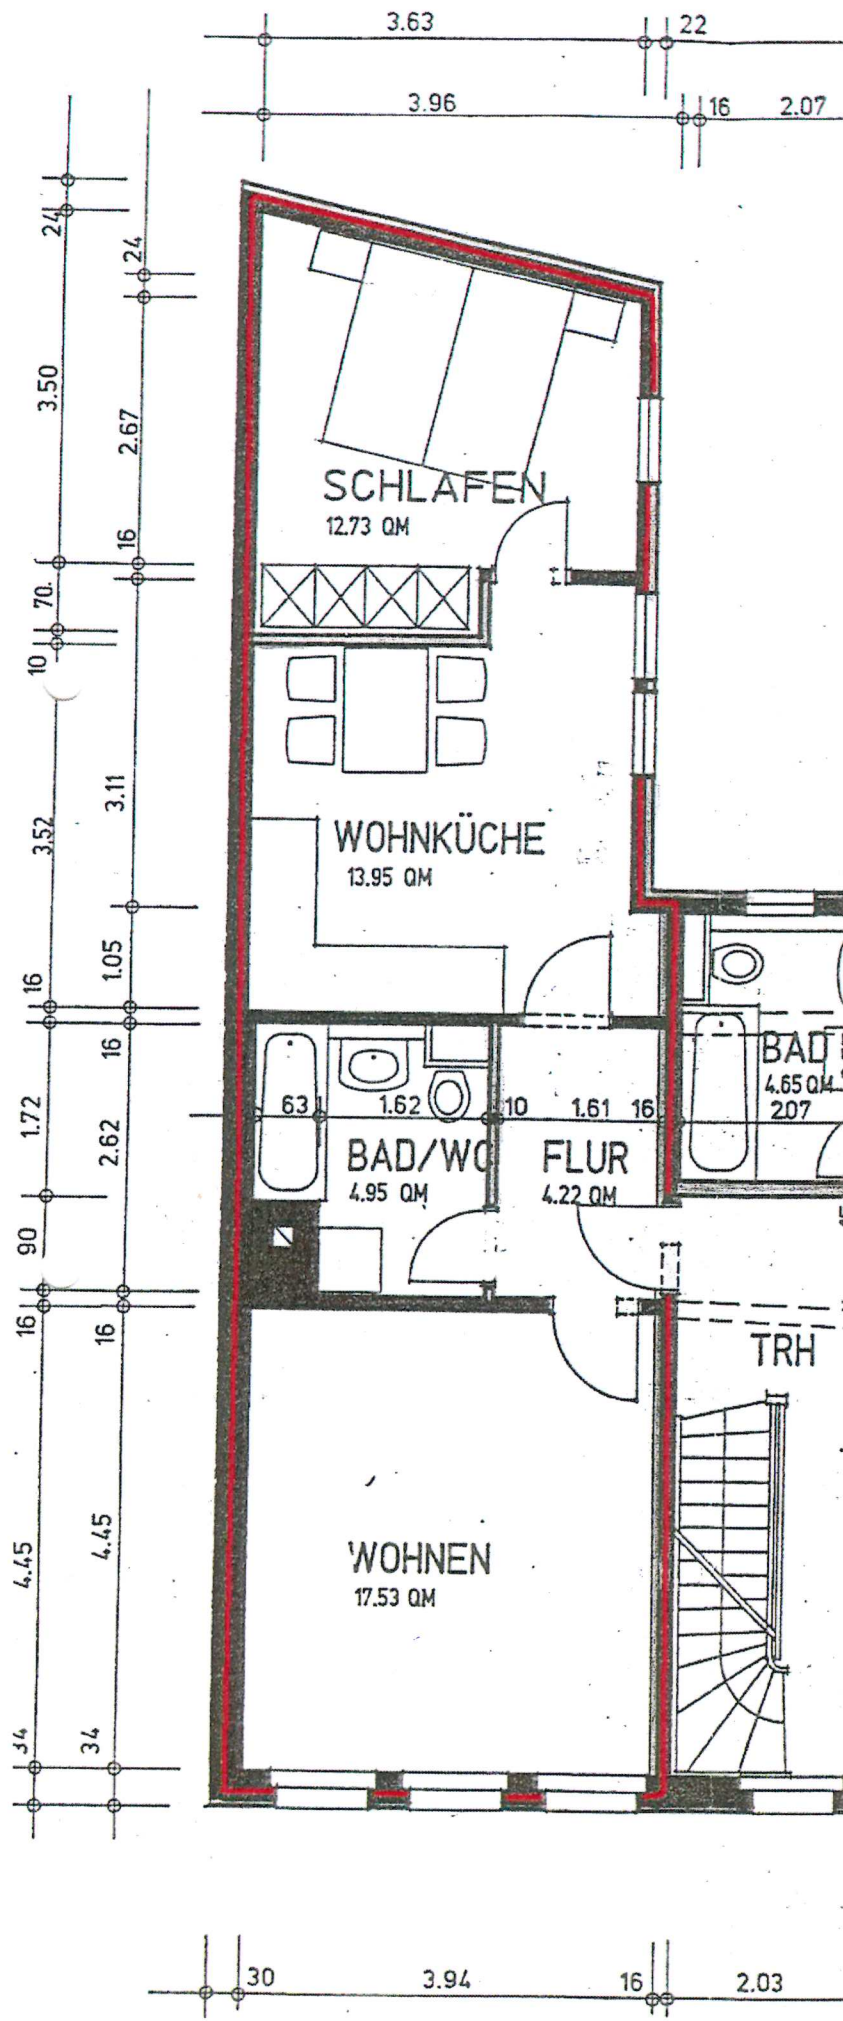 3.63 22
3.96 16 2.07
24
24
3.50
2.67
16
70
10
3.11
3.52
1.05
16
16
1.72
2.62
90
16
16
4.45
4.45
34
34
SCHLAFEN
12.73 QM
WOHNKÜCHE
13.95 QM
63 1.62 10 1.61 16 2.07
BAD/WC
4.95 QM
FLUR
4.22 QM
BAD
4.65 QM
TRH
WOHNEN
17.53 QM
30 3.94 16 2.03